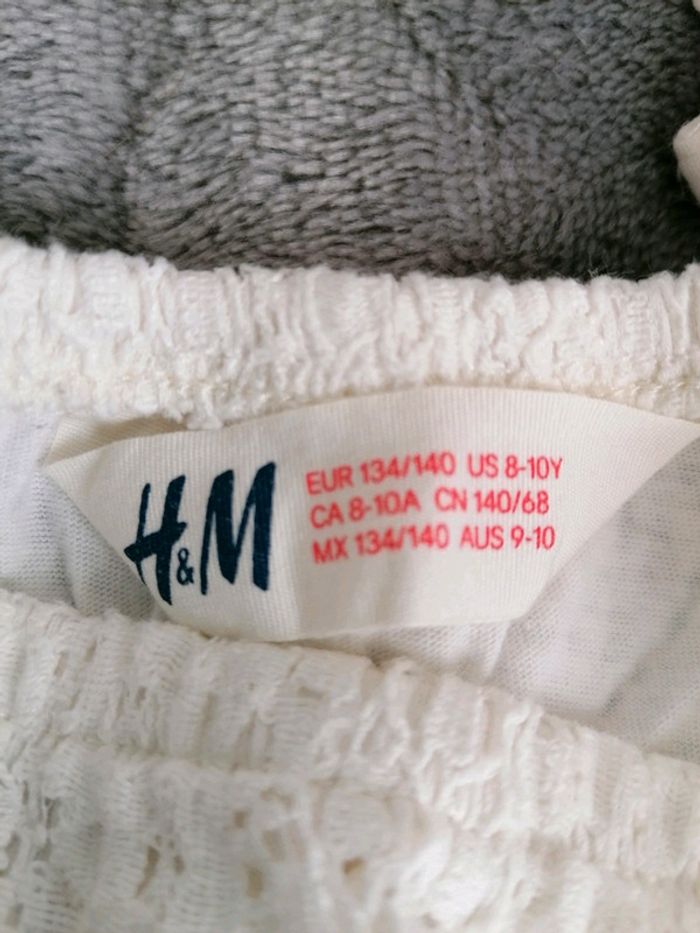 H&M
EUR 134/140 US 8-10Y
CA 8-10A CN 140/68
MX 134/140 AUS 9-10